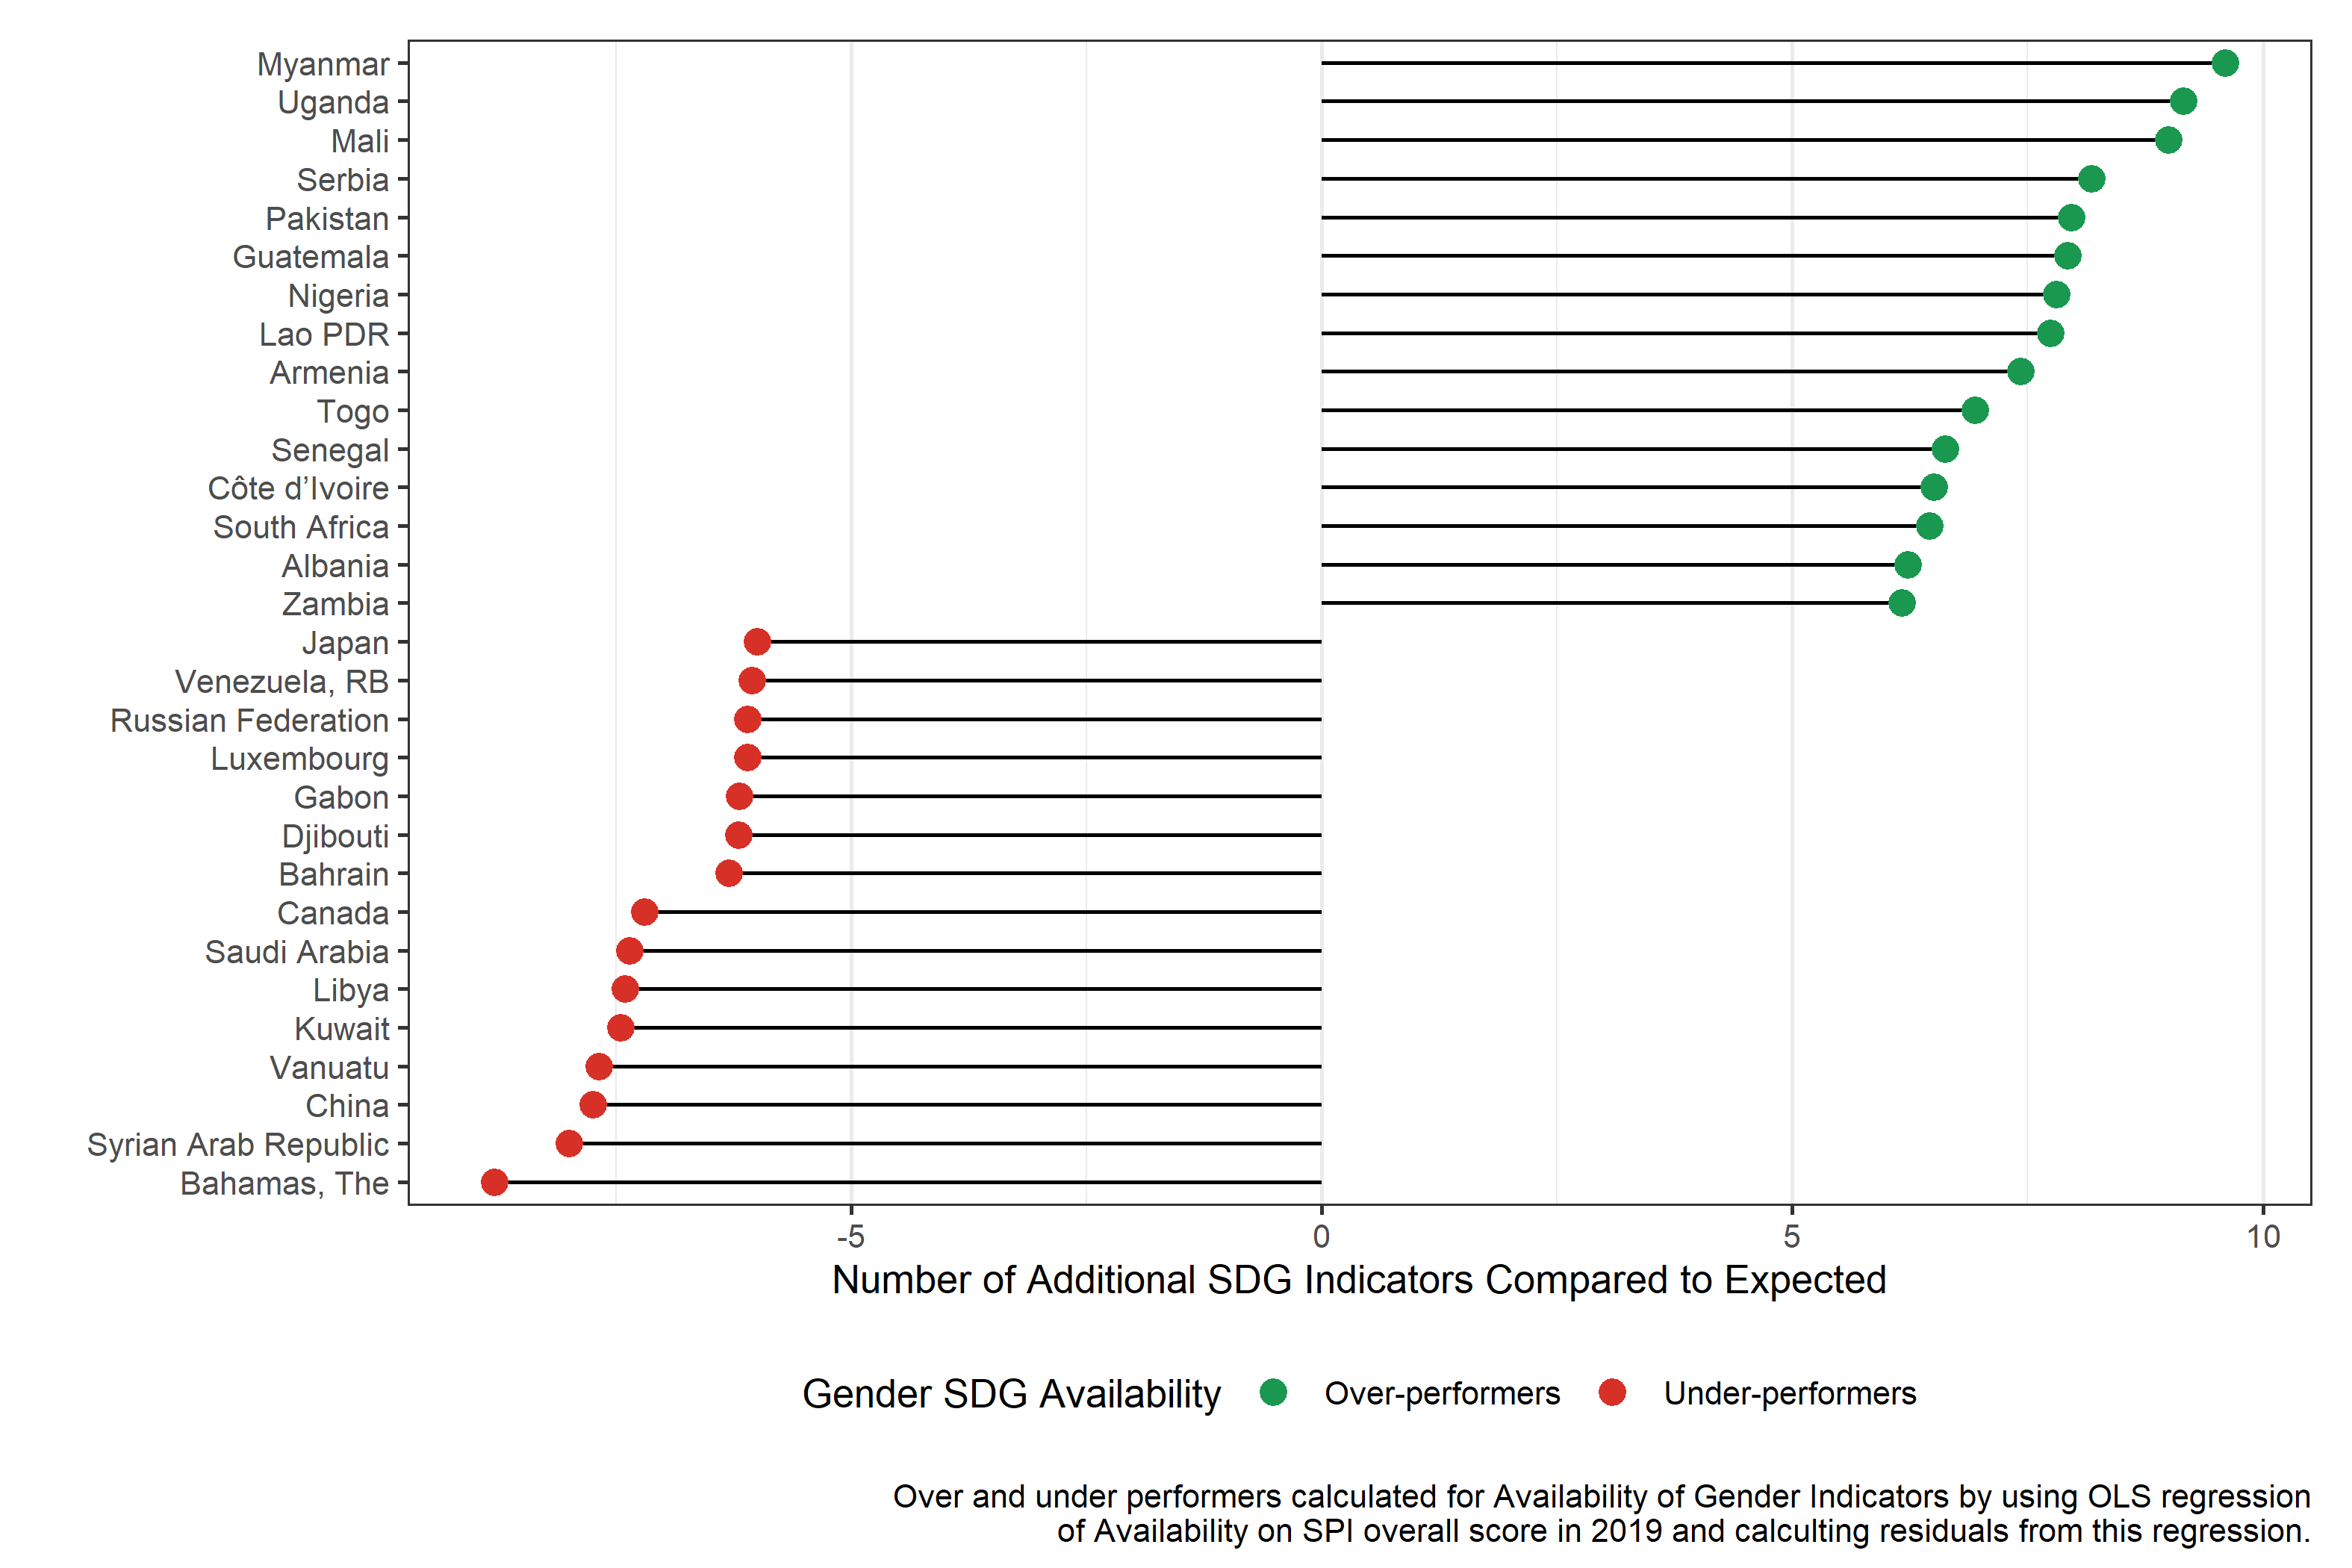 Myanmar
Uganda
Mali
Serbia
Pakistan
Guatemala
Nigeria
Lao PDR
Armenia
Togo
Senegal
Côte d’Ivoire
South Africa
Albania
Zambia
Japan
Venezuela, RB
Russian Federation
Luxembourg
Gabon
Djibouti
Bahrain
Canada
Saudi Arabia
Libya
Kuwait
Vanuatu
China
Syrian Arab Republic
Bahamas, The
-5 0 5 10
Number of Additional SDG Indicators Compared to Expected
Gender SDG Availability Over-performers Under-performers
Over and under performers calculated for Availability of Gender Indicators by using OLS regression
of Availability on SPI overall score in 2019 and calculting residuals from this regression.